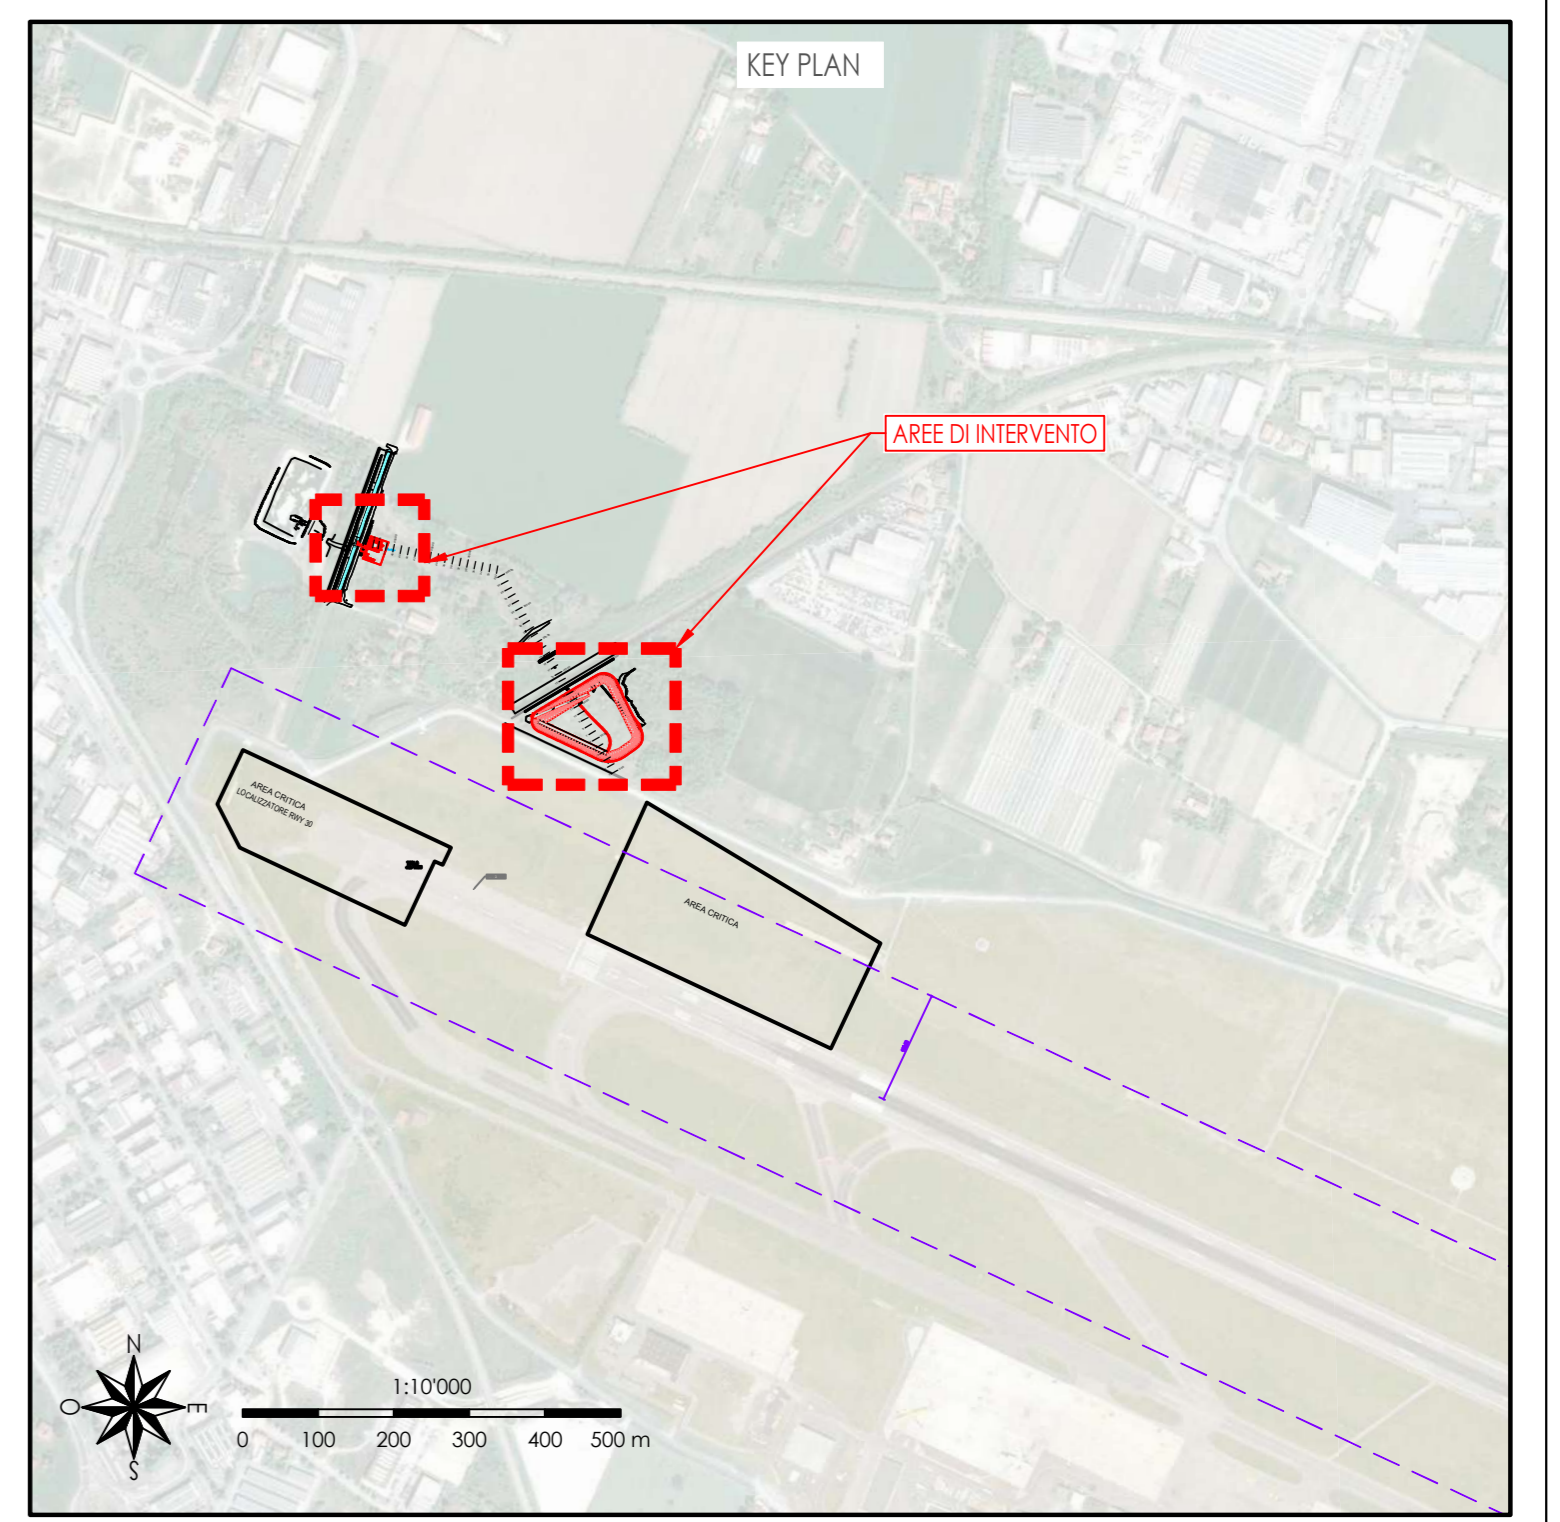 KEY PLAN
AREE DI INTERVENTO
AREA CRITICA
LOCALIZZATORE RWY 30
AREA CRITICA
N
O
E
S
1:10'000
0 100 200 300 400 500 m